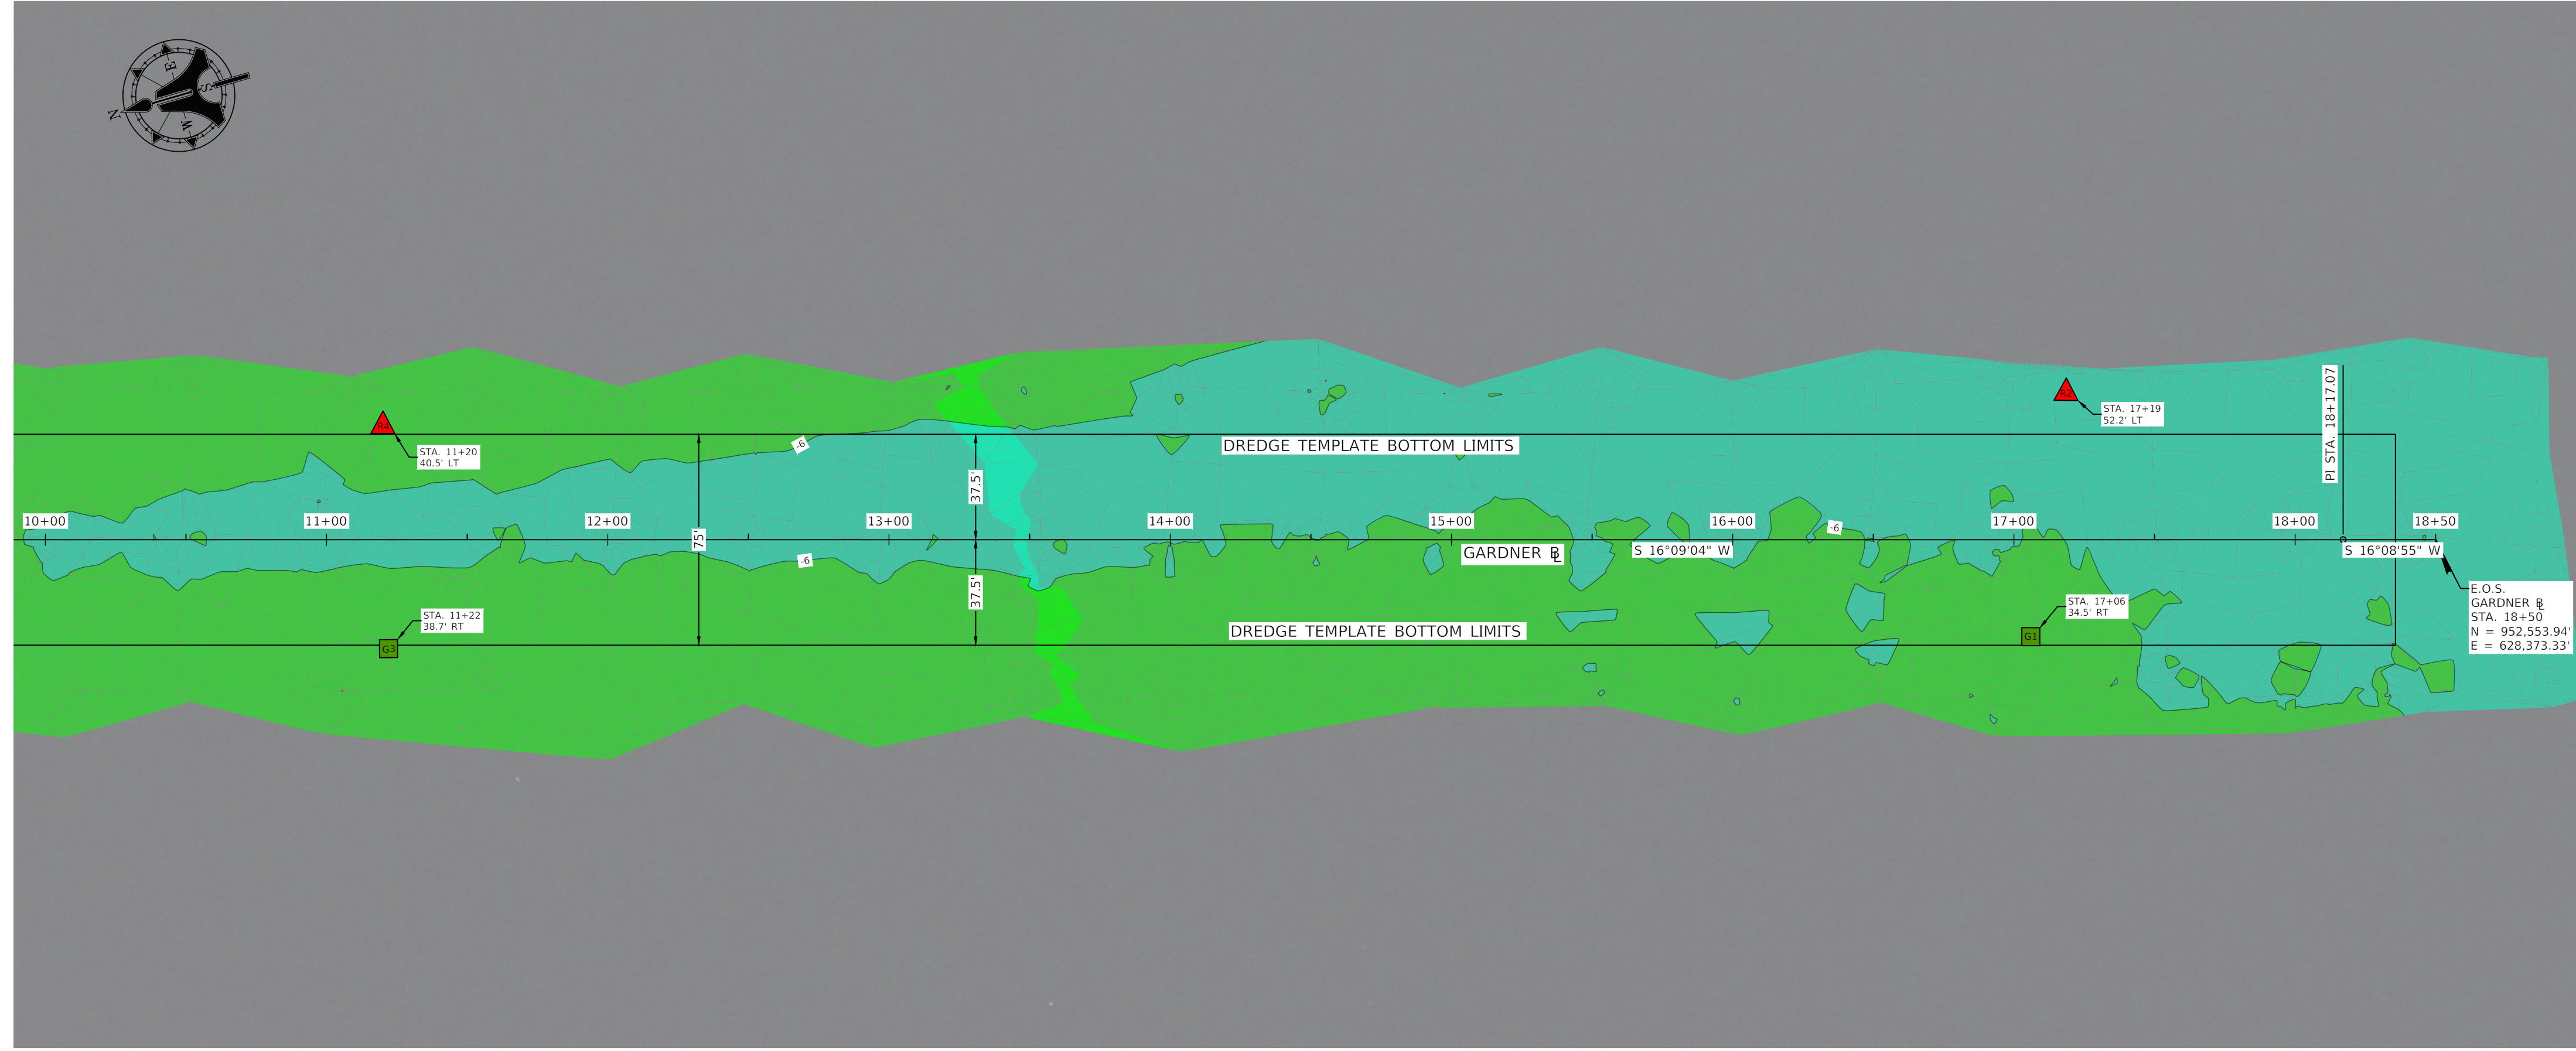 E
S
N
W
PI STA. 18+17.07
R4
R2
STA. 17+19
52.2' LT
-6
DREDGE TEMPLATE BOTTOM LIMITS
STA. 11+20
40.5' LT
37.5'
10+00
11+00
12+00
13+00
14+00
15+00
16+00
17+00
18+00
18+50
-6
75'
GARDNER BL
S 16°09'04" W
S 16°08'55" W
-6
37.5'
E.O.S.
GARDNER BL
STA. 18+50
N = 952,553.94'
E = 628,373.33'
STA. 11+22
38.7' RT
STA. 17+06
34.5' RT
DREDGE TEMPLATE BOTTOM LIMITS
G1
G3